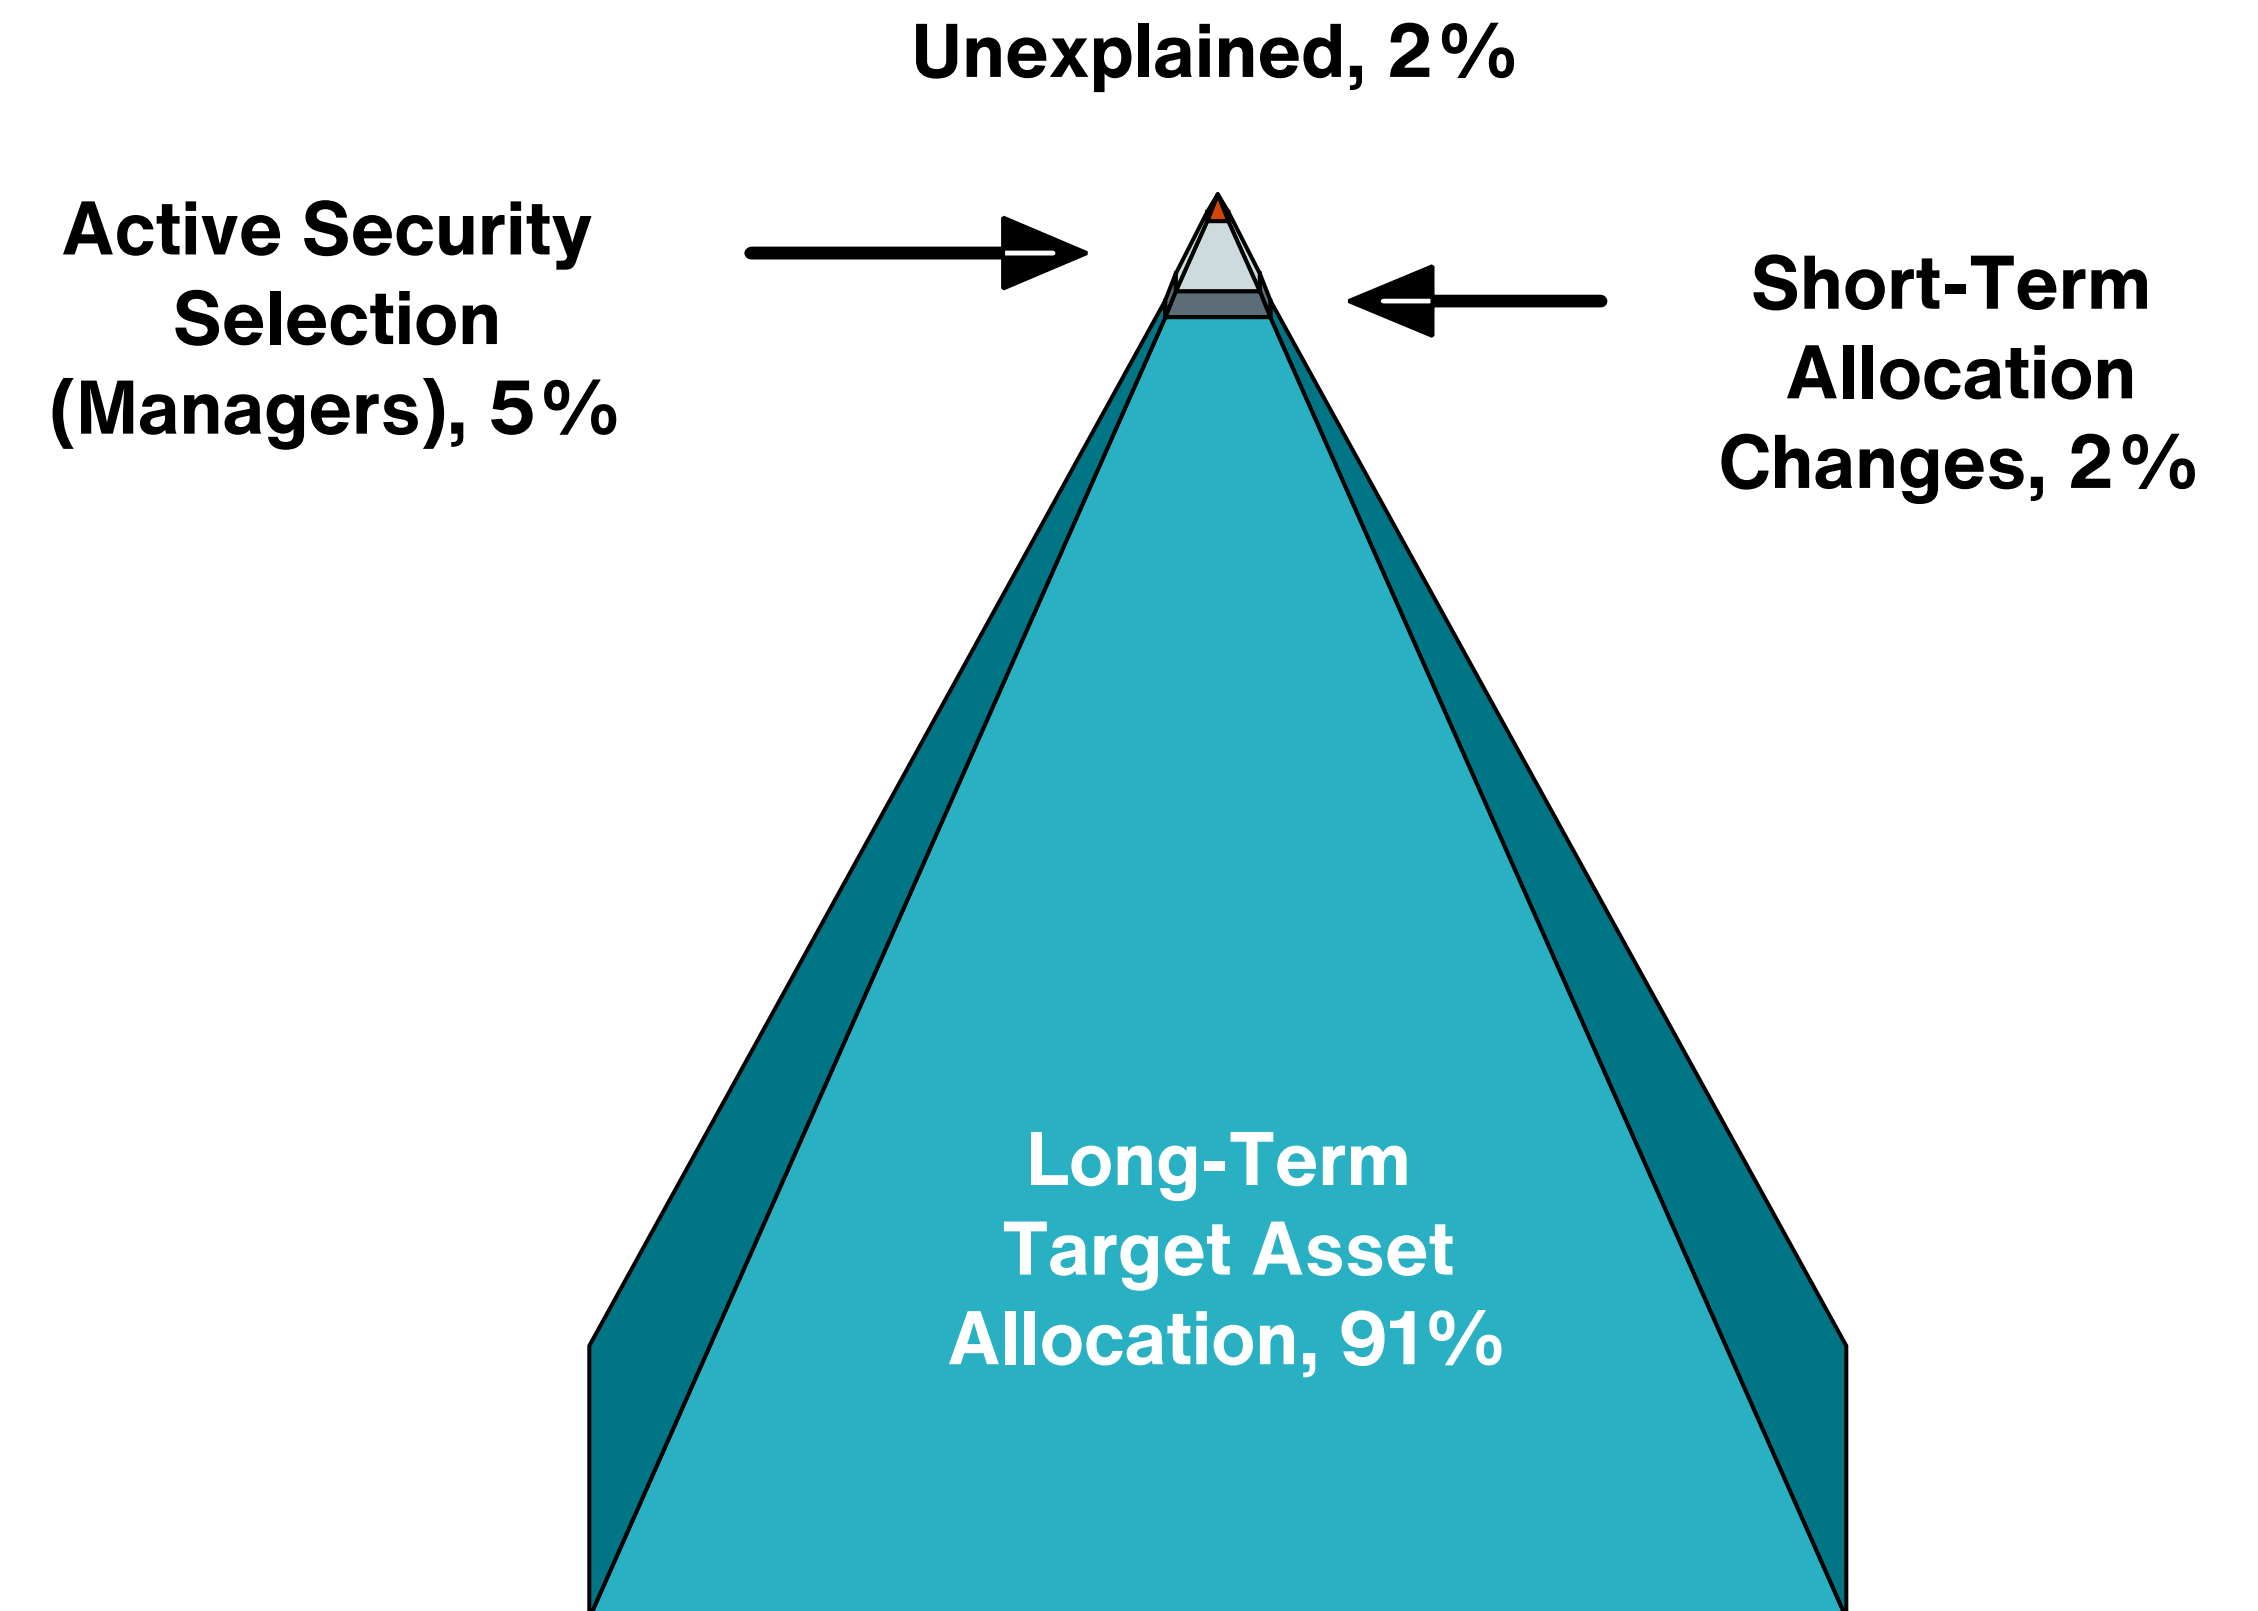 Unexplained, 2%
Active Security
Selection
(Managers), 5%
Short-Term
Allocation
Changes, 2%
Long-Term
Target Asset
Allocation, 91%